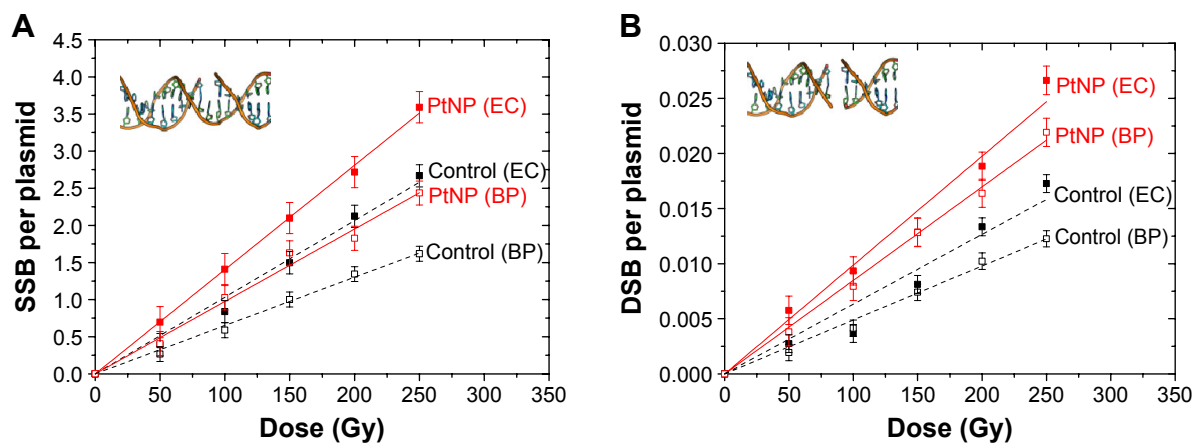 A
SSB per plasmid
4.5
4.0
3.5
3.0
2.5
2.0
1.5
1.0
0.5
0.0
PtNP (EC)
Control (EC)
PtNP (BP)
Control (BP)
0 50 100 150 200 250 300 350
Dose (Gy)
B
DSB per plasmid
0.030
0.025
0.020
0.015
0.010
0.005
0.000
PtNP (EC)
PtNP (BP)
Control (EC)
Control (BP)
0 50 100 150 200 250 300 350
Dose (Gy)